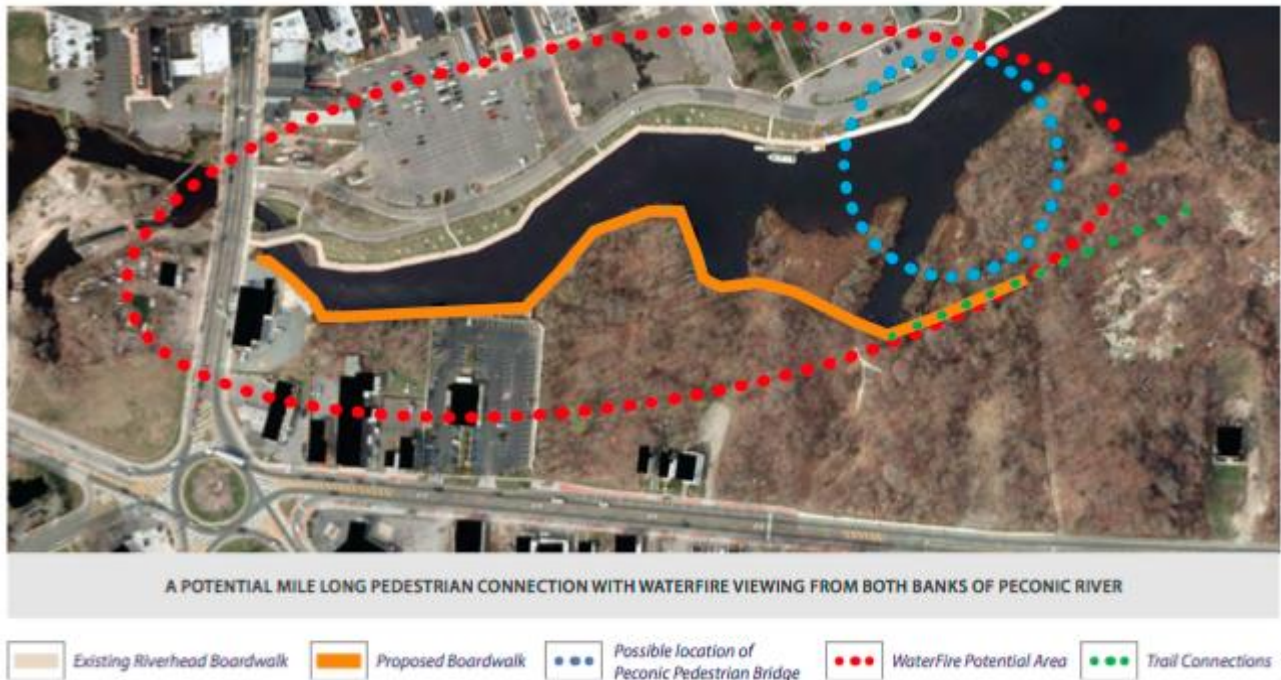 A POTENTIAL MILE LONG PEDESTRIAN CONNECTION WITH WATERFIRE VIEWING FROM BOTH BANKS OF PECONIC RIVER
Existing Riverhead Boardwalk
Proposed Boardwalk
Possible location of
Peconic Pedestrian Bridge
WaterFire Potential Area
Trail Connections